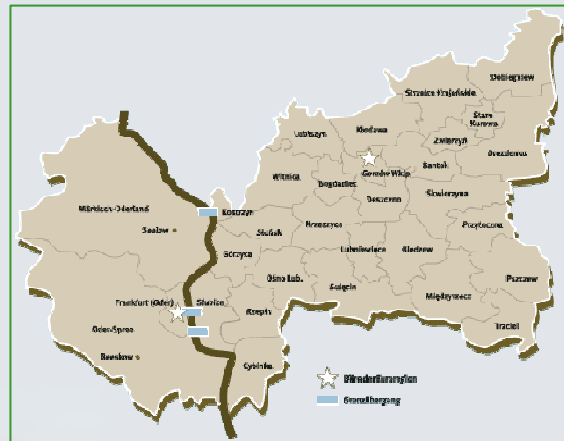 Dobiegniew
Strzelce Krajeńskie
Stare
Kurowo
Lubiszyn
Kłodawa
Zwierzyn
Drezdenko
Santok
Gorzów Wlkp
Witnica
Bogdaniec
Deszczno
Skwierzyna
Märkisch-Oderland
Kostrzyn
Seelow
Słońsk
Krzeszyce
Przytoczna
Lubniewice
Bledzew
Górzyca
Ośno Lub.
Sulęcin
Pszczew
Międzyrzecz
Frankfurt (Oder)
Słubice
Rzepin
Trzciel
Oder-Spree
Beeskow
Cybinka
Grenzübergang